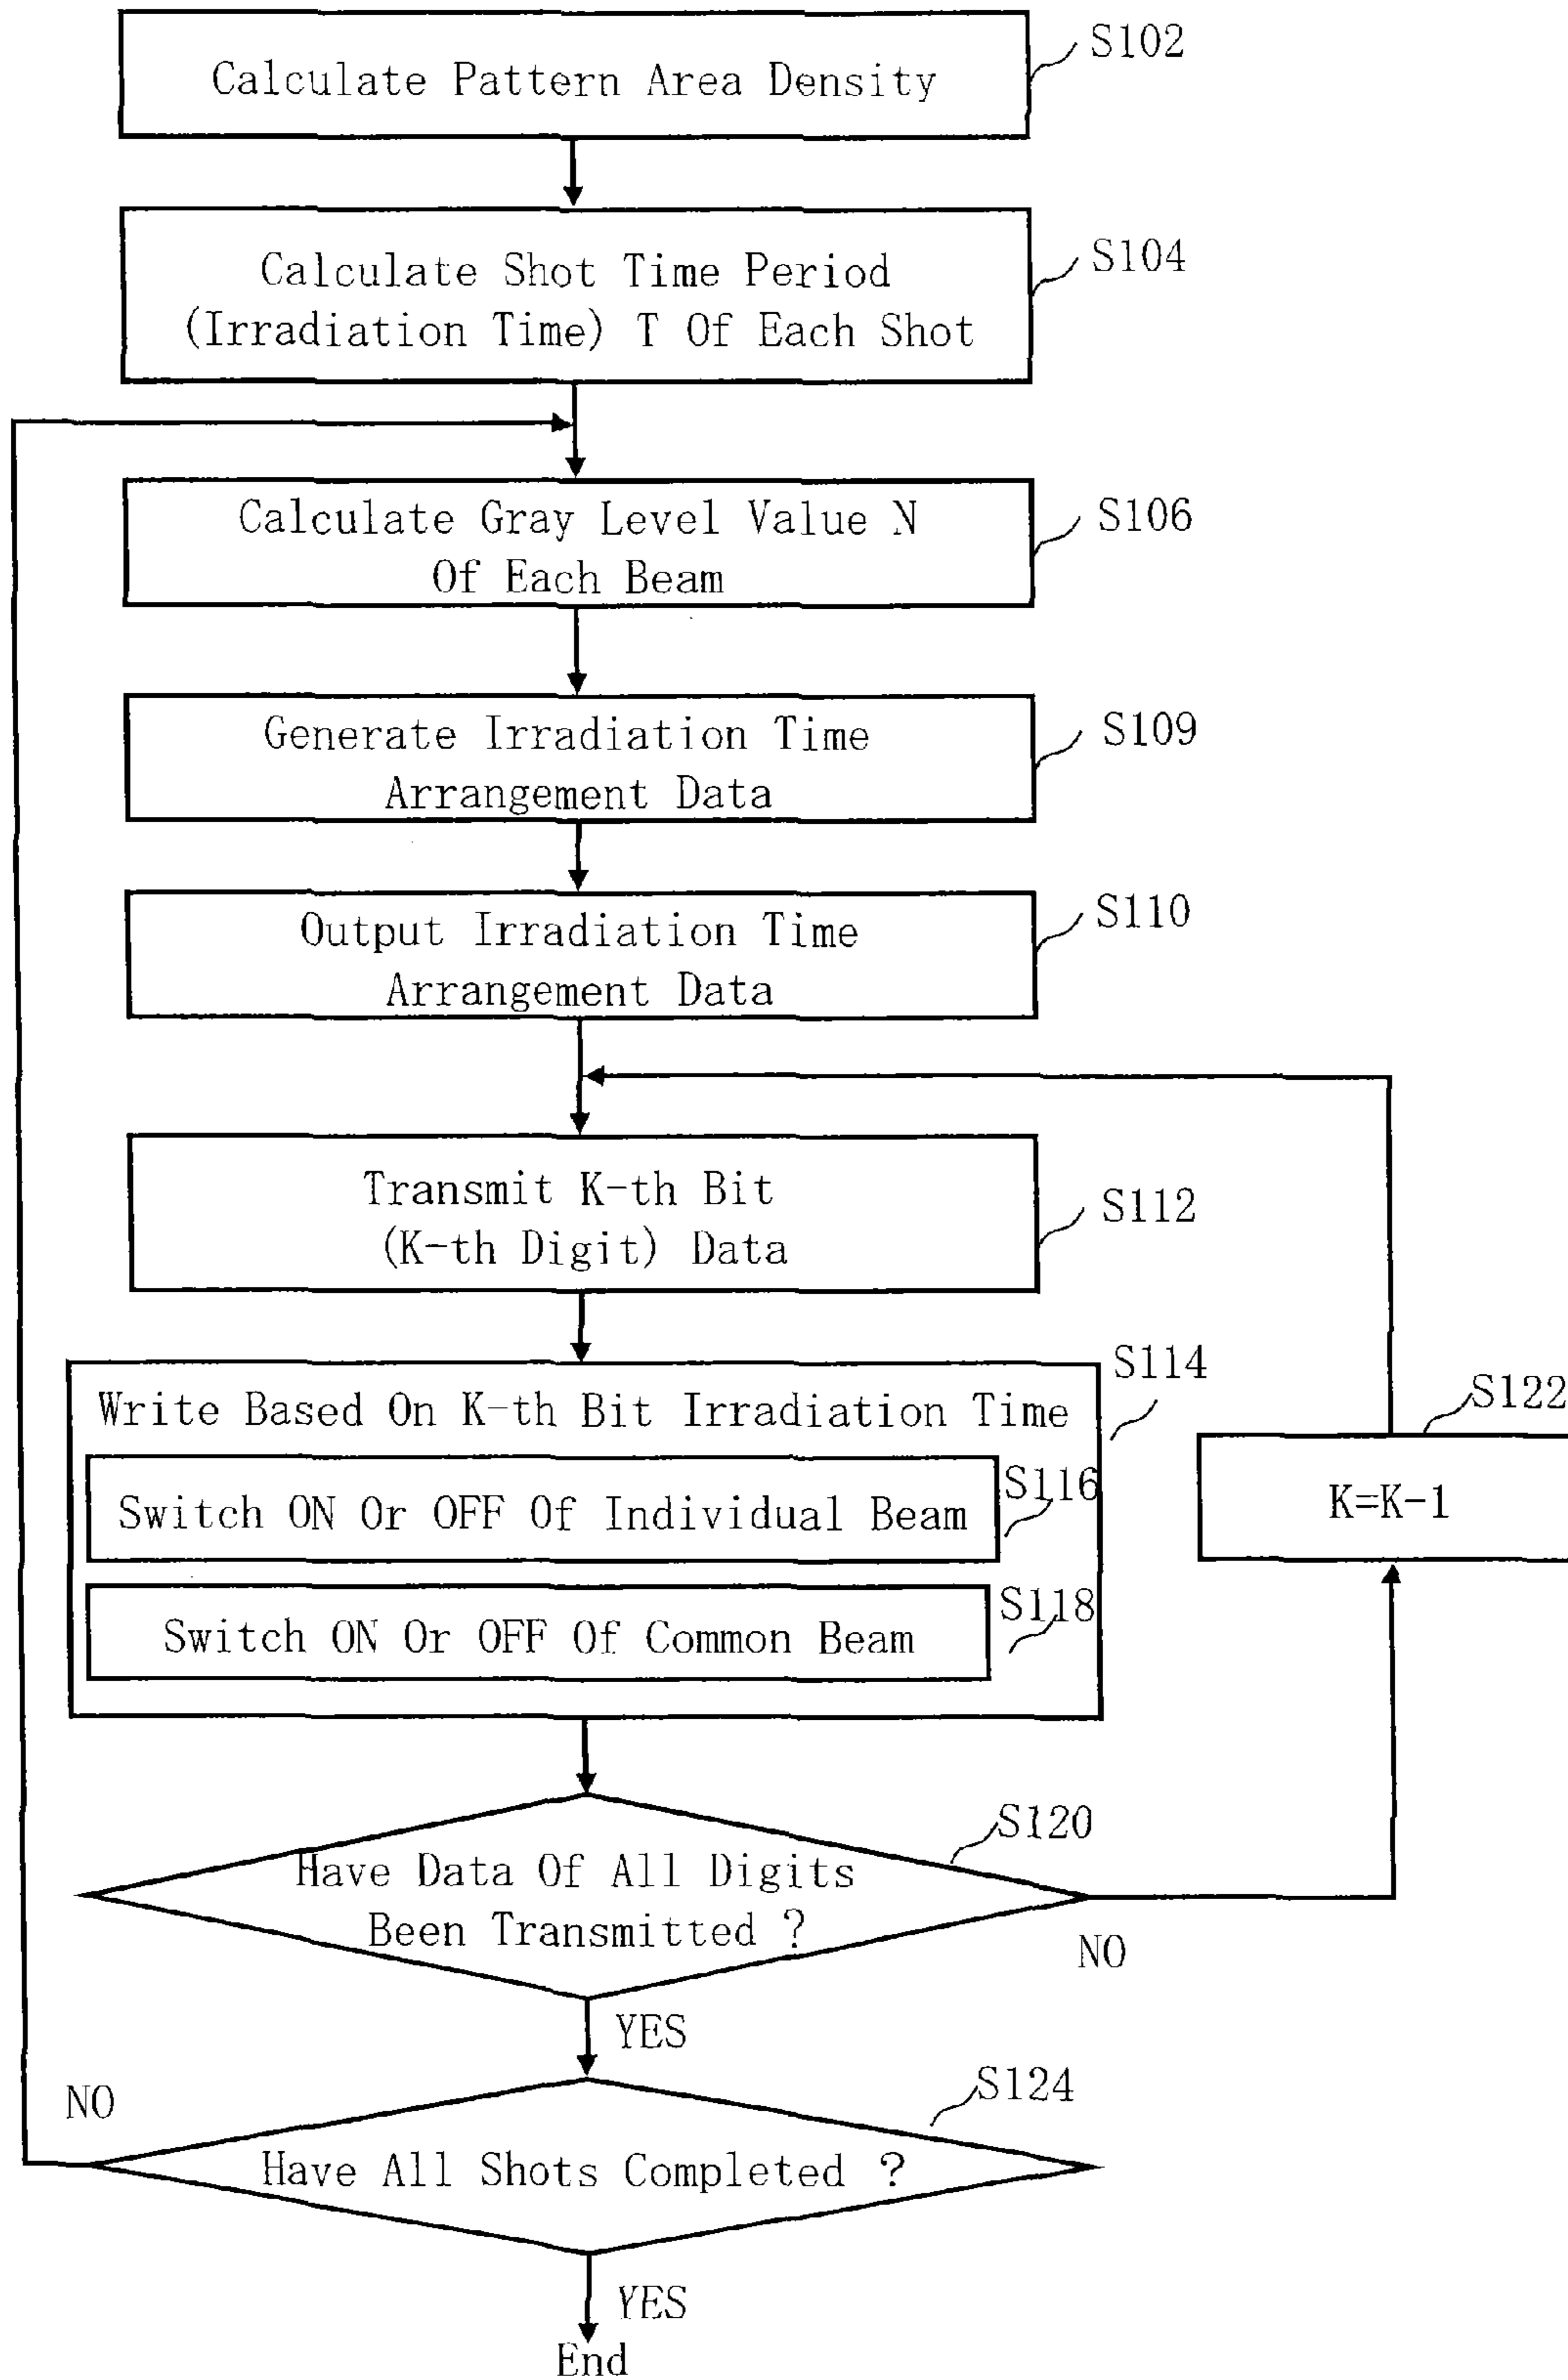 Calculate Pattern Area Density
S102
Calculate Shot Time Period
(Irradiation Time) T Of Each Shot
S104
Calculate Gray Level Value N
Of Each Beam
S106
Generate Irradiation Time
Arrangement Data
S109
Output Irradiation Time
Arrangement Data
S110
Transmit K-th Bit
(K-th Digit) Data
S112
Write Based On K-th Bit Irradiation Time
S114
Switch ON Or OFF Of Individual Beam
S116
Switch ON Or OFF Of Common Beam
S118
S122
K=K-1
Have Data Of All Digits
Been Transmitted ?
S120
NO
YES
Have All Shots Completed ?
S124
NO
YES
End